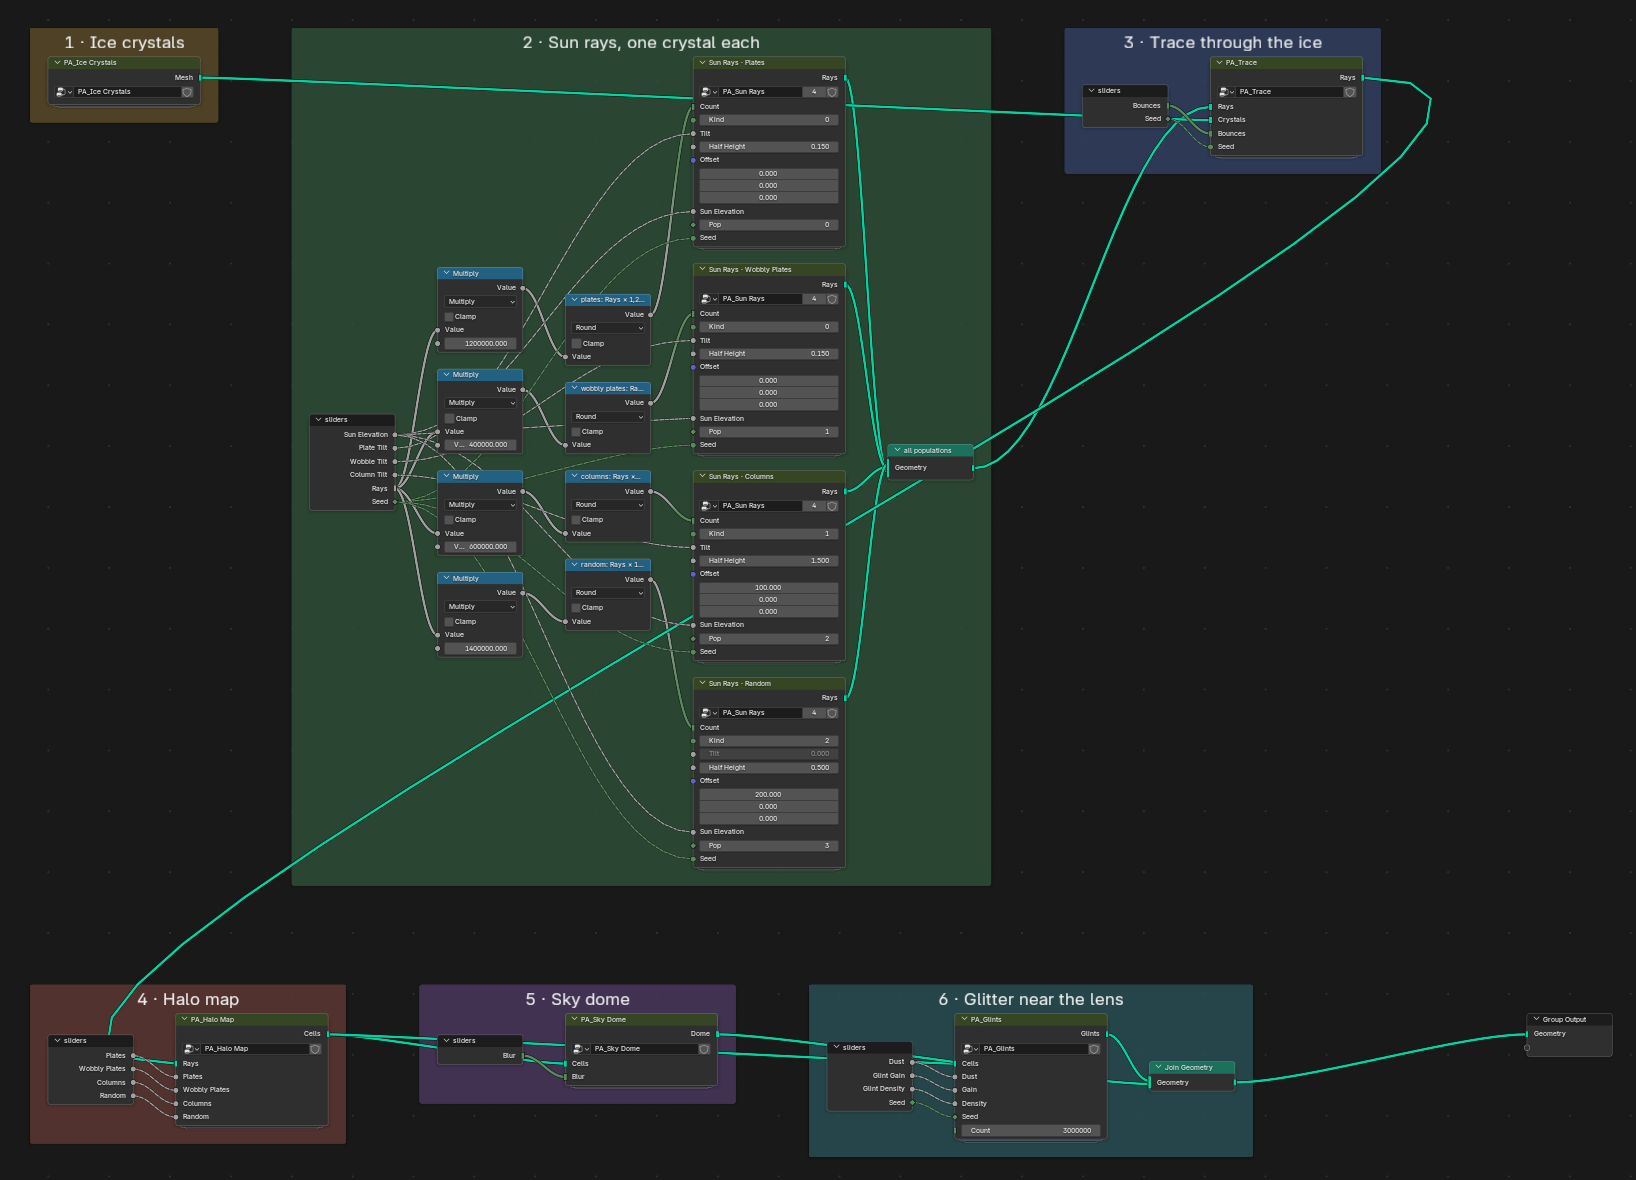 1 · Ice crystals
PA_Ice Crystals
Mesh
PA_Ice Crystals
2 · Sun rays, one crystal each
Sun Rays - Plates
Rays
PA_Sun Rays 4
Count
Kind 0
Tilt
Half Height 0.150
Offset
0.000
0.000
0.000
Sun Elevation
Pop 0
Seed
Sun Rays - Wobbly Plates
Rays
PA_Sun Rays 4
Count
Kind 0
Tilt
Half Height 0.150
Offset
0.000
0.000
0.000
Sun Elevation
Pop 1
Seed
Sun Rays - Columns
Rays
PA_Sun Rays 4
Count
Kind 1
Tilt
Half Height 1.500
Offset
100.000
0.000
0.000
Sun Elevation
Pop 2
Seed
Sun Rays - Random
Rays
PA_Sun Rays 4
Count
Kind 2
Tilt 0.000
Half Height 0.500
Offset
200.000
0.000
0.000
Sun Elevation
Pop 3
Seed
sliders
Sun Elevation
Plate Tilt
Wobble Tilt
Column Tilt
Rays
Seed
Multiply
Value
Multiply
Clamp
Value
1200000.000
Multiply
Value
Multiply
Clamp
Value
V... 400000.000
Multiply
Value
Multiply
Clamp
Value
V... 600000.000
Multiply
Value
Multiply
Clamp
Value
1400000.000
plates: Rays × 1,2...
Value
Round
Clamp
Value
wobbly plates: Ra...
Value
Round
Clamp
Value
columns: Rays ×...
Value
Round
Clamp
Value
random: Rays × 1...
Value
Round
Clamp
Value
all populations
Geometry
3 · Trace through the ice
sliders
Bounces
Seed
PA_Trace
Rays
PA_Trace
Rays
Crystals
Bounces
Seed
4 · Halo map
sliders
Plates
Wobbly Plates
Columns
Random
PA_Halo Map
Cells
PA_Halo Map
Rays
Plates
Wobbly Plates
Columns
Random
5 · Sky dome
sliders
Blur
PA_Sky Dome
Dome
PA_Sky Dome
Cells
Blur
6 · Glitter near the lens
sliders
Dust
Glint Gain
Glint Density
Seed
PA_Glints
Glints
PA_Glints
Cells
Dust
Gain
Density
Seed
Count 3000000
Join Geometry
Geometry
Group Output
Geometry